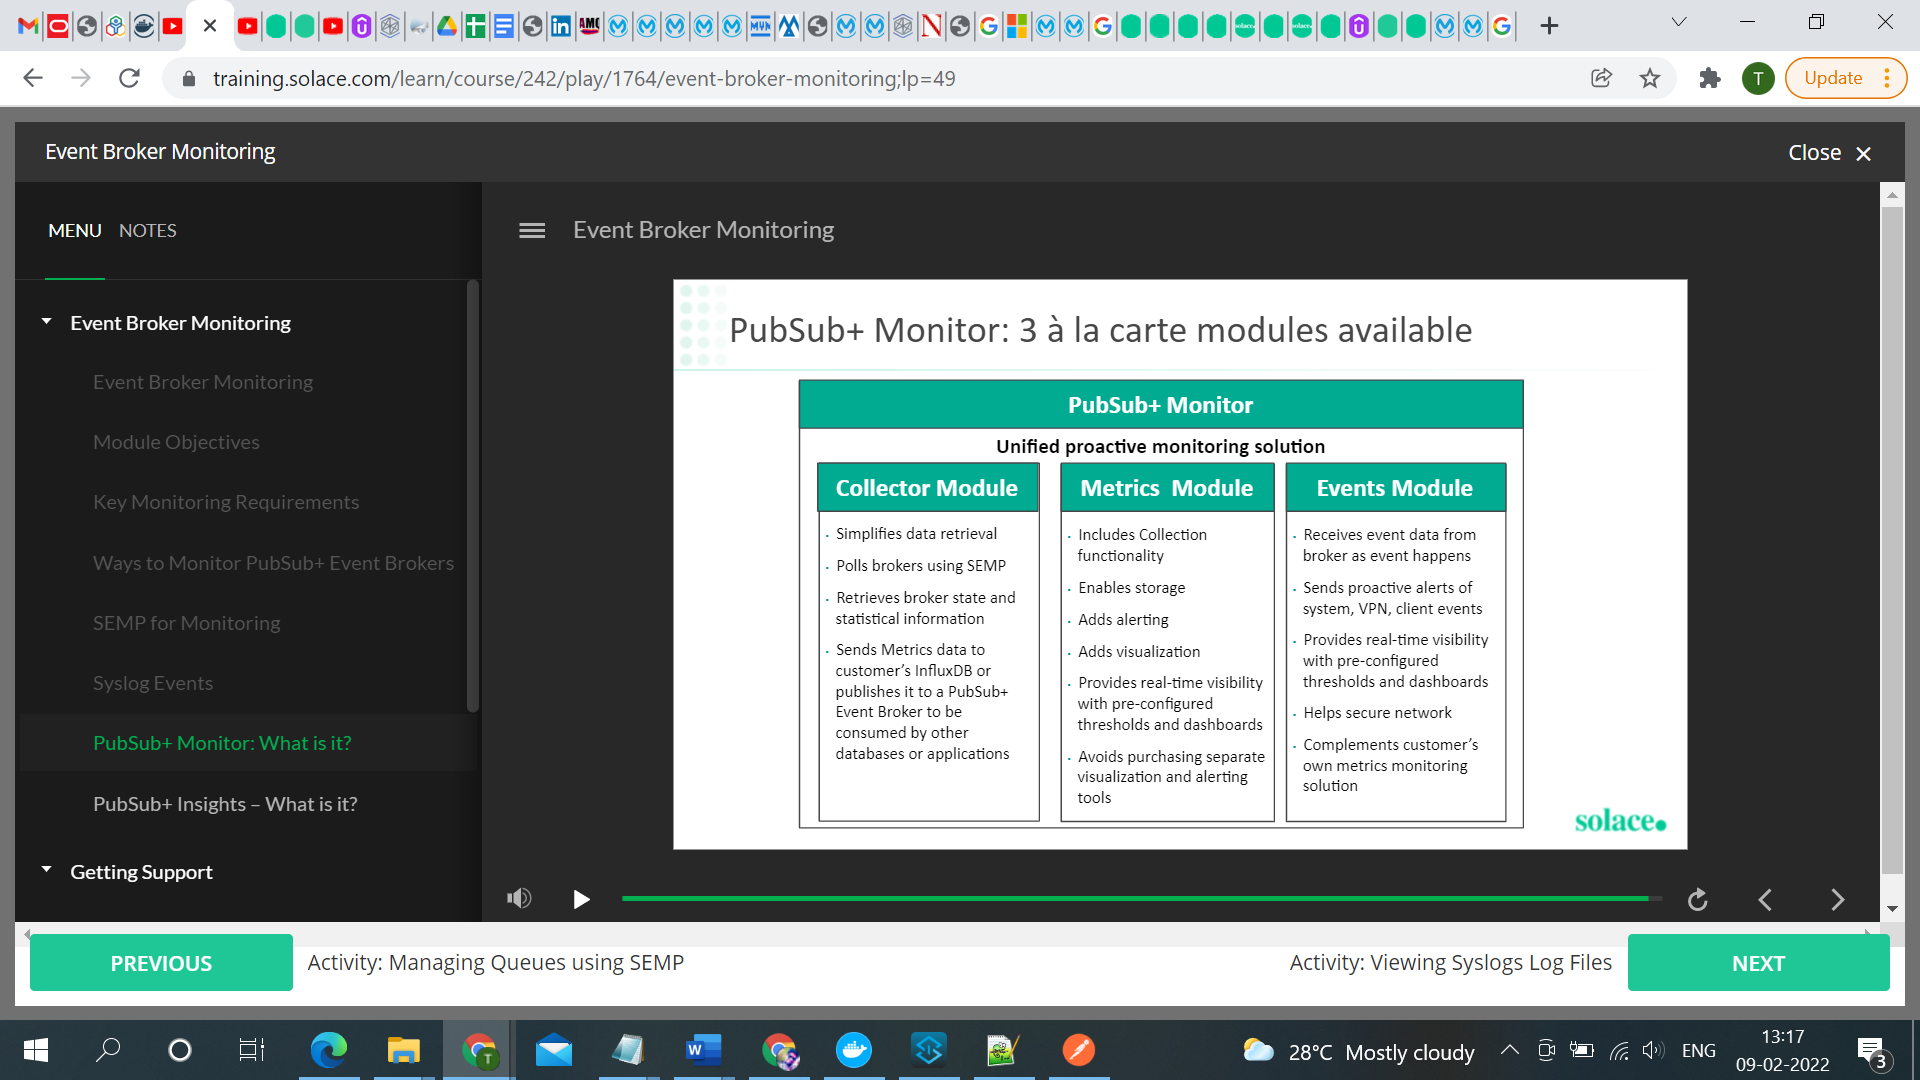 training.solace.com/learn/course/242/play/1764/event-broker-monitoring;lp=49
T
Update
Event Broker Monitoring
Close
MENU
NOTES
Event Broker Monitoring
Event Broker Monitoring
Module Objectives
Key Monitoring Requirements
Ways to Monitor PubSub+ Event Brokers
SEMP for Monitoring
Syslog Events
PubSub+ Monitor: What is it?
PubSub+ Insights – What is it?
Getting Support
Event Broker Monitoring
PubSub+ Monitor: 3 à la carte modules available
PubSub+ Monitor
Unified proactive monitoring solution
Collector Module
Simplifies data retrieval
Polls brokers using SEMP
Retrieves broker state and
statistical information
Sends Metrics data to
customer's InfluxDB or
publishes it to a PubSub+
Event Broker to be
consumed by other
databases or applications
Metrics Module
Includes Collection
functionality
Enables storage
Adds alerting
Adds visualization
Provides real-time visibility
with pre-configured
thresholds and dashboards
Avoids purchasing separate
visualization and alerting
tools
Events Module
Receives event data from
broker as event happens
Sends proactive alerts of
system, VPN, client events
Provides real-time visibility
with pre-configured
thresholds and dashboards
Helps secure network
Complements customer's
own metrics monitoring
solution
solace.
PREVIOUS
Activity: Managing Queues using SEMP
Activity: Viewing Syslogs Log Files
NEXT
28°C Mostly cloudy
ENG
13:17
09-02-2022
3